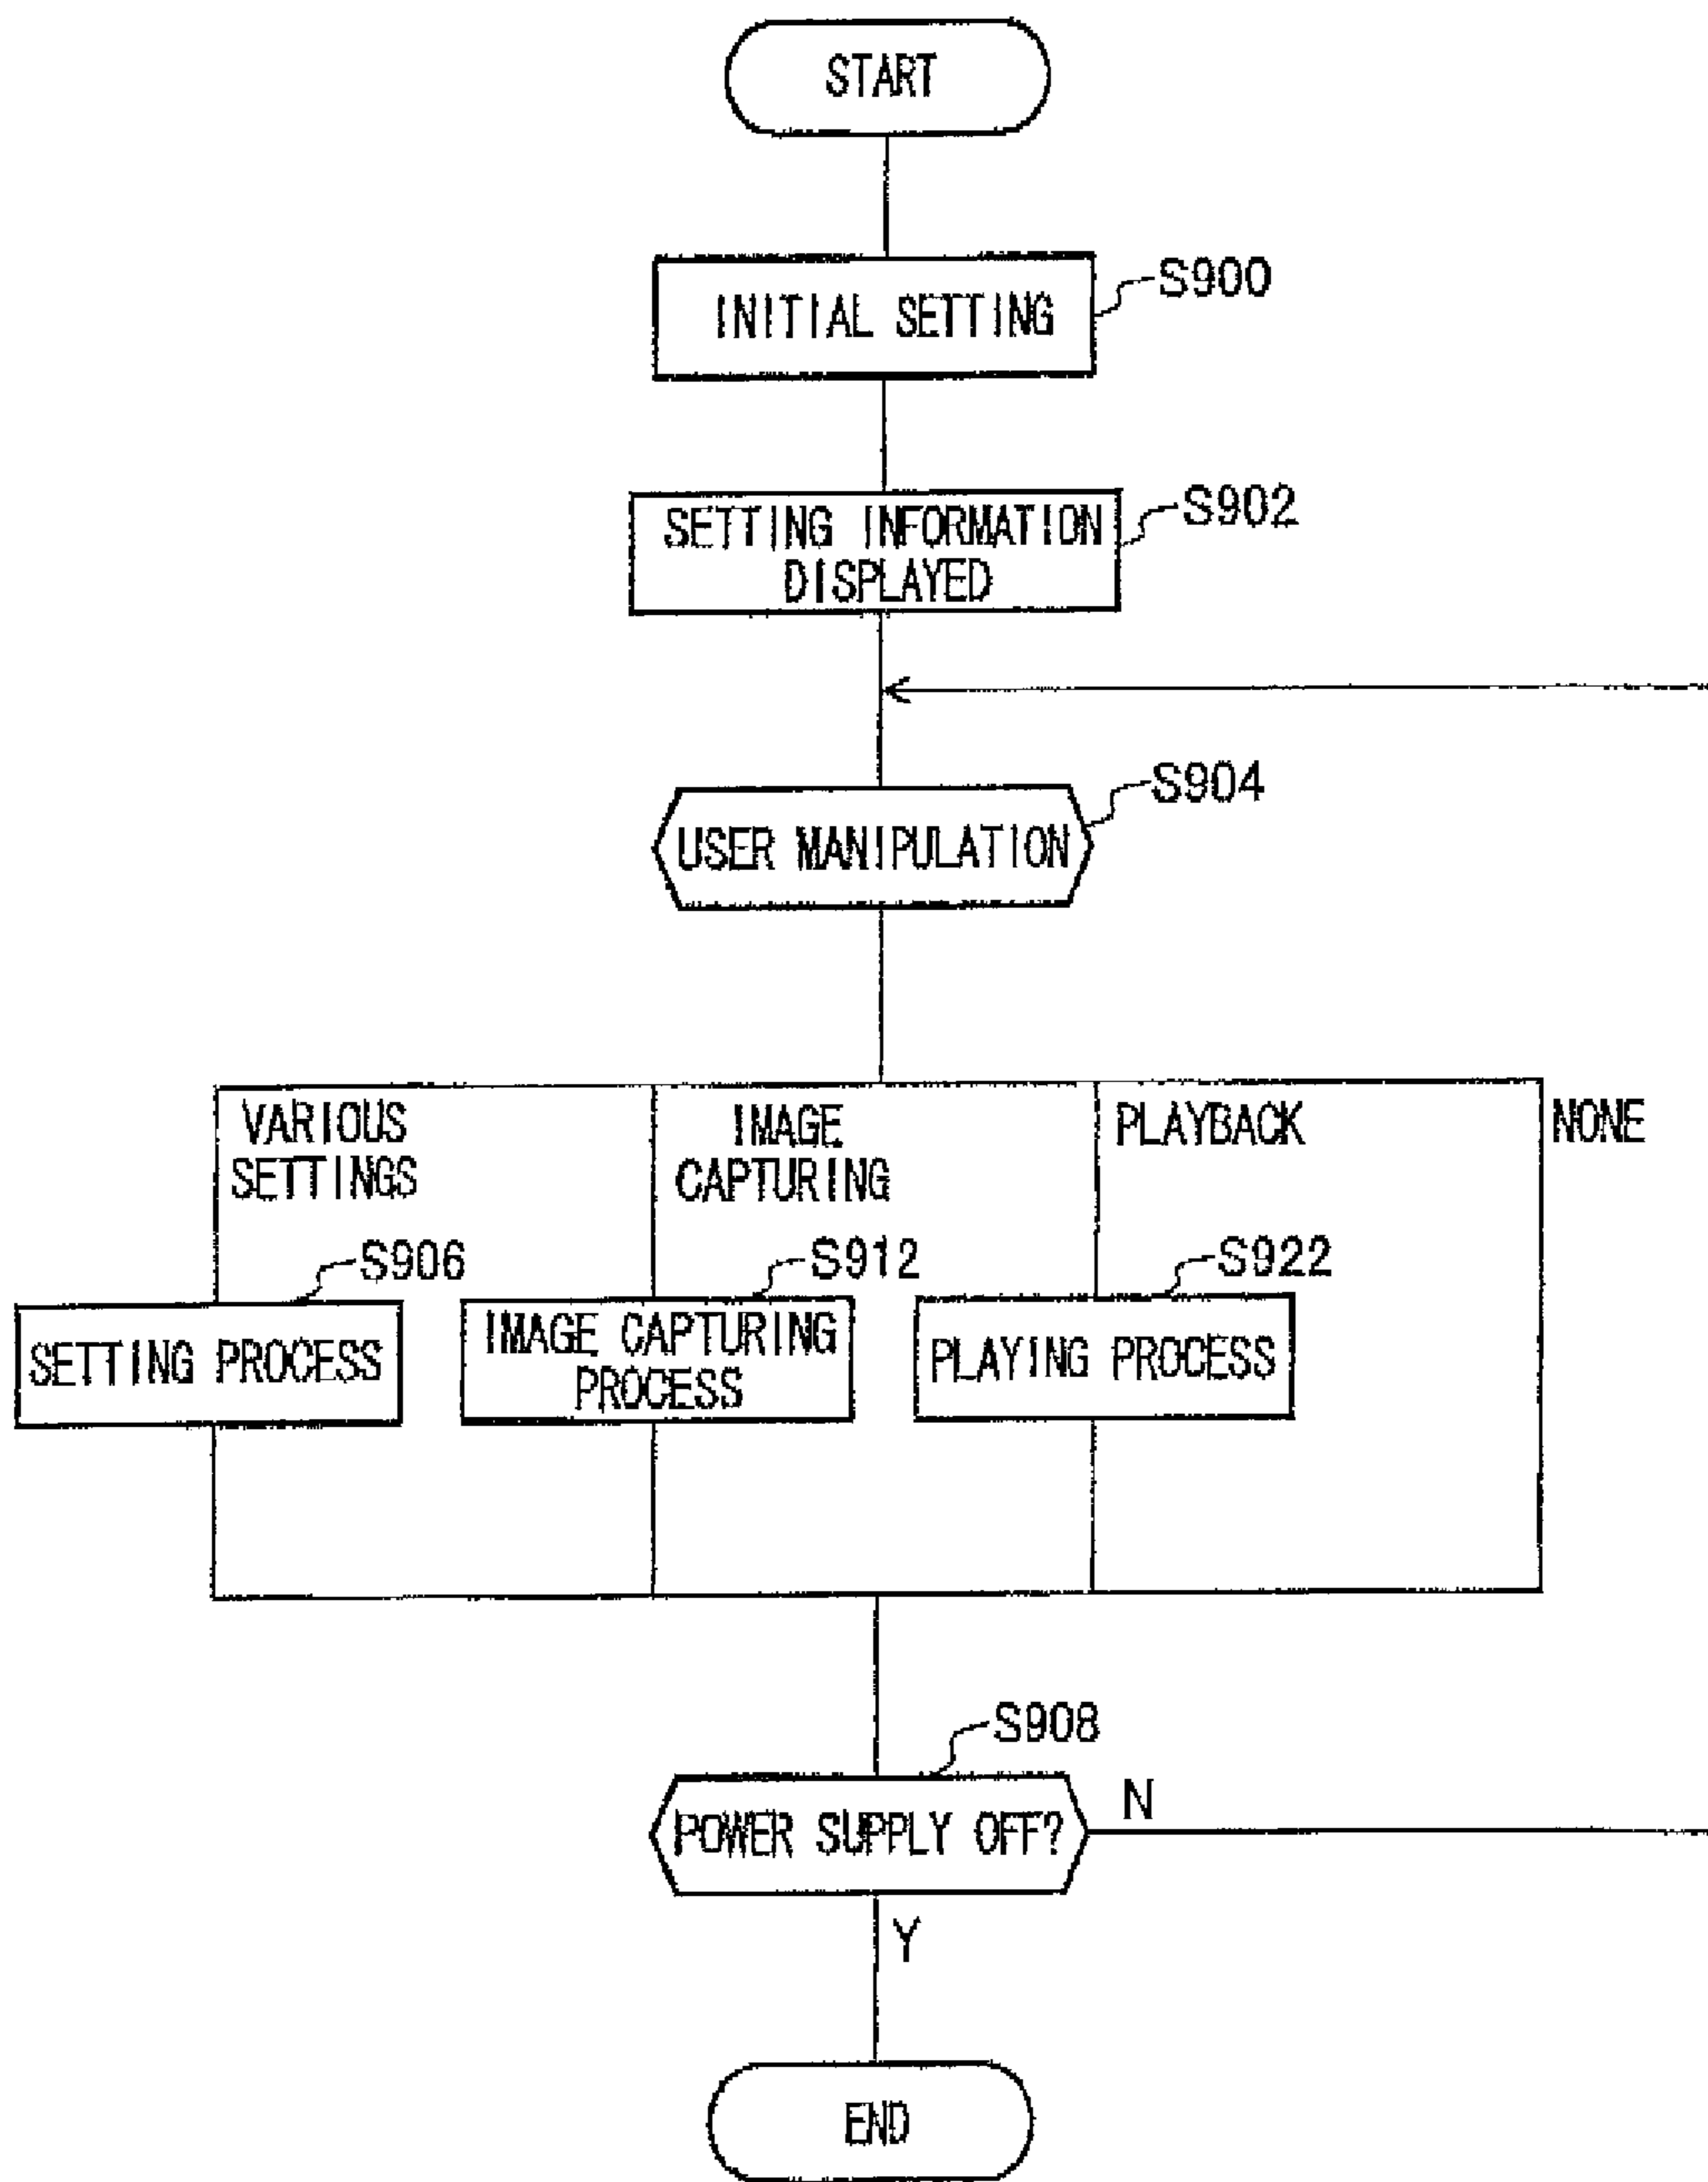 START
INITIAL SETTING
S900
SETTING INFORMATION
DISPLAYED
S902
USER MANIPULATION
S904
VARIOUS
SETTINGS
IMAGE
CAPTURING
PLAYBACK
NONE
S906
SETTING PROCESS
S912
IMAGE CAPTURING
PROCESS
S922
PLAYING PROCESS
S908
POWER SUPPLY OFF?
N
Y
END